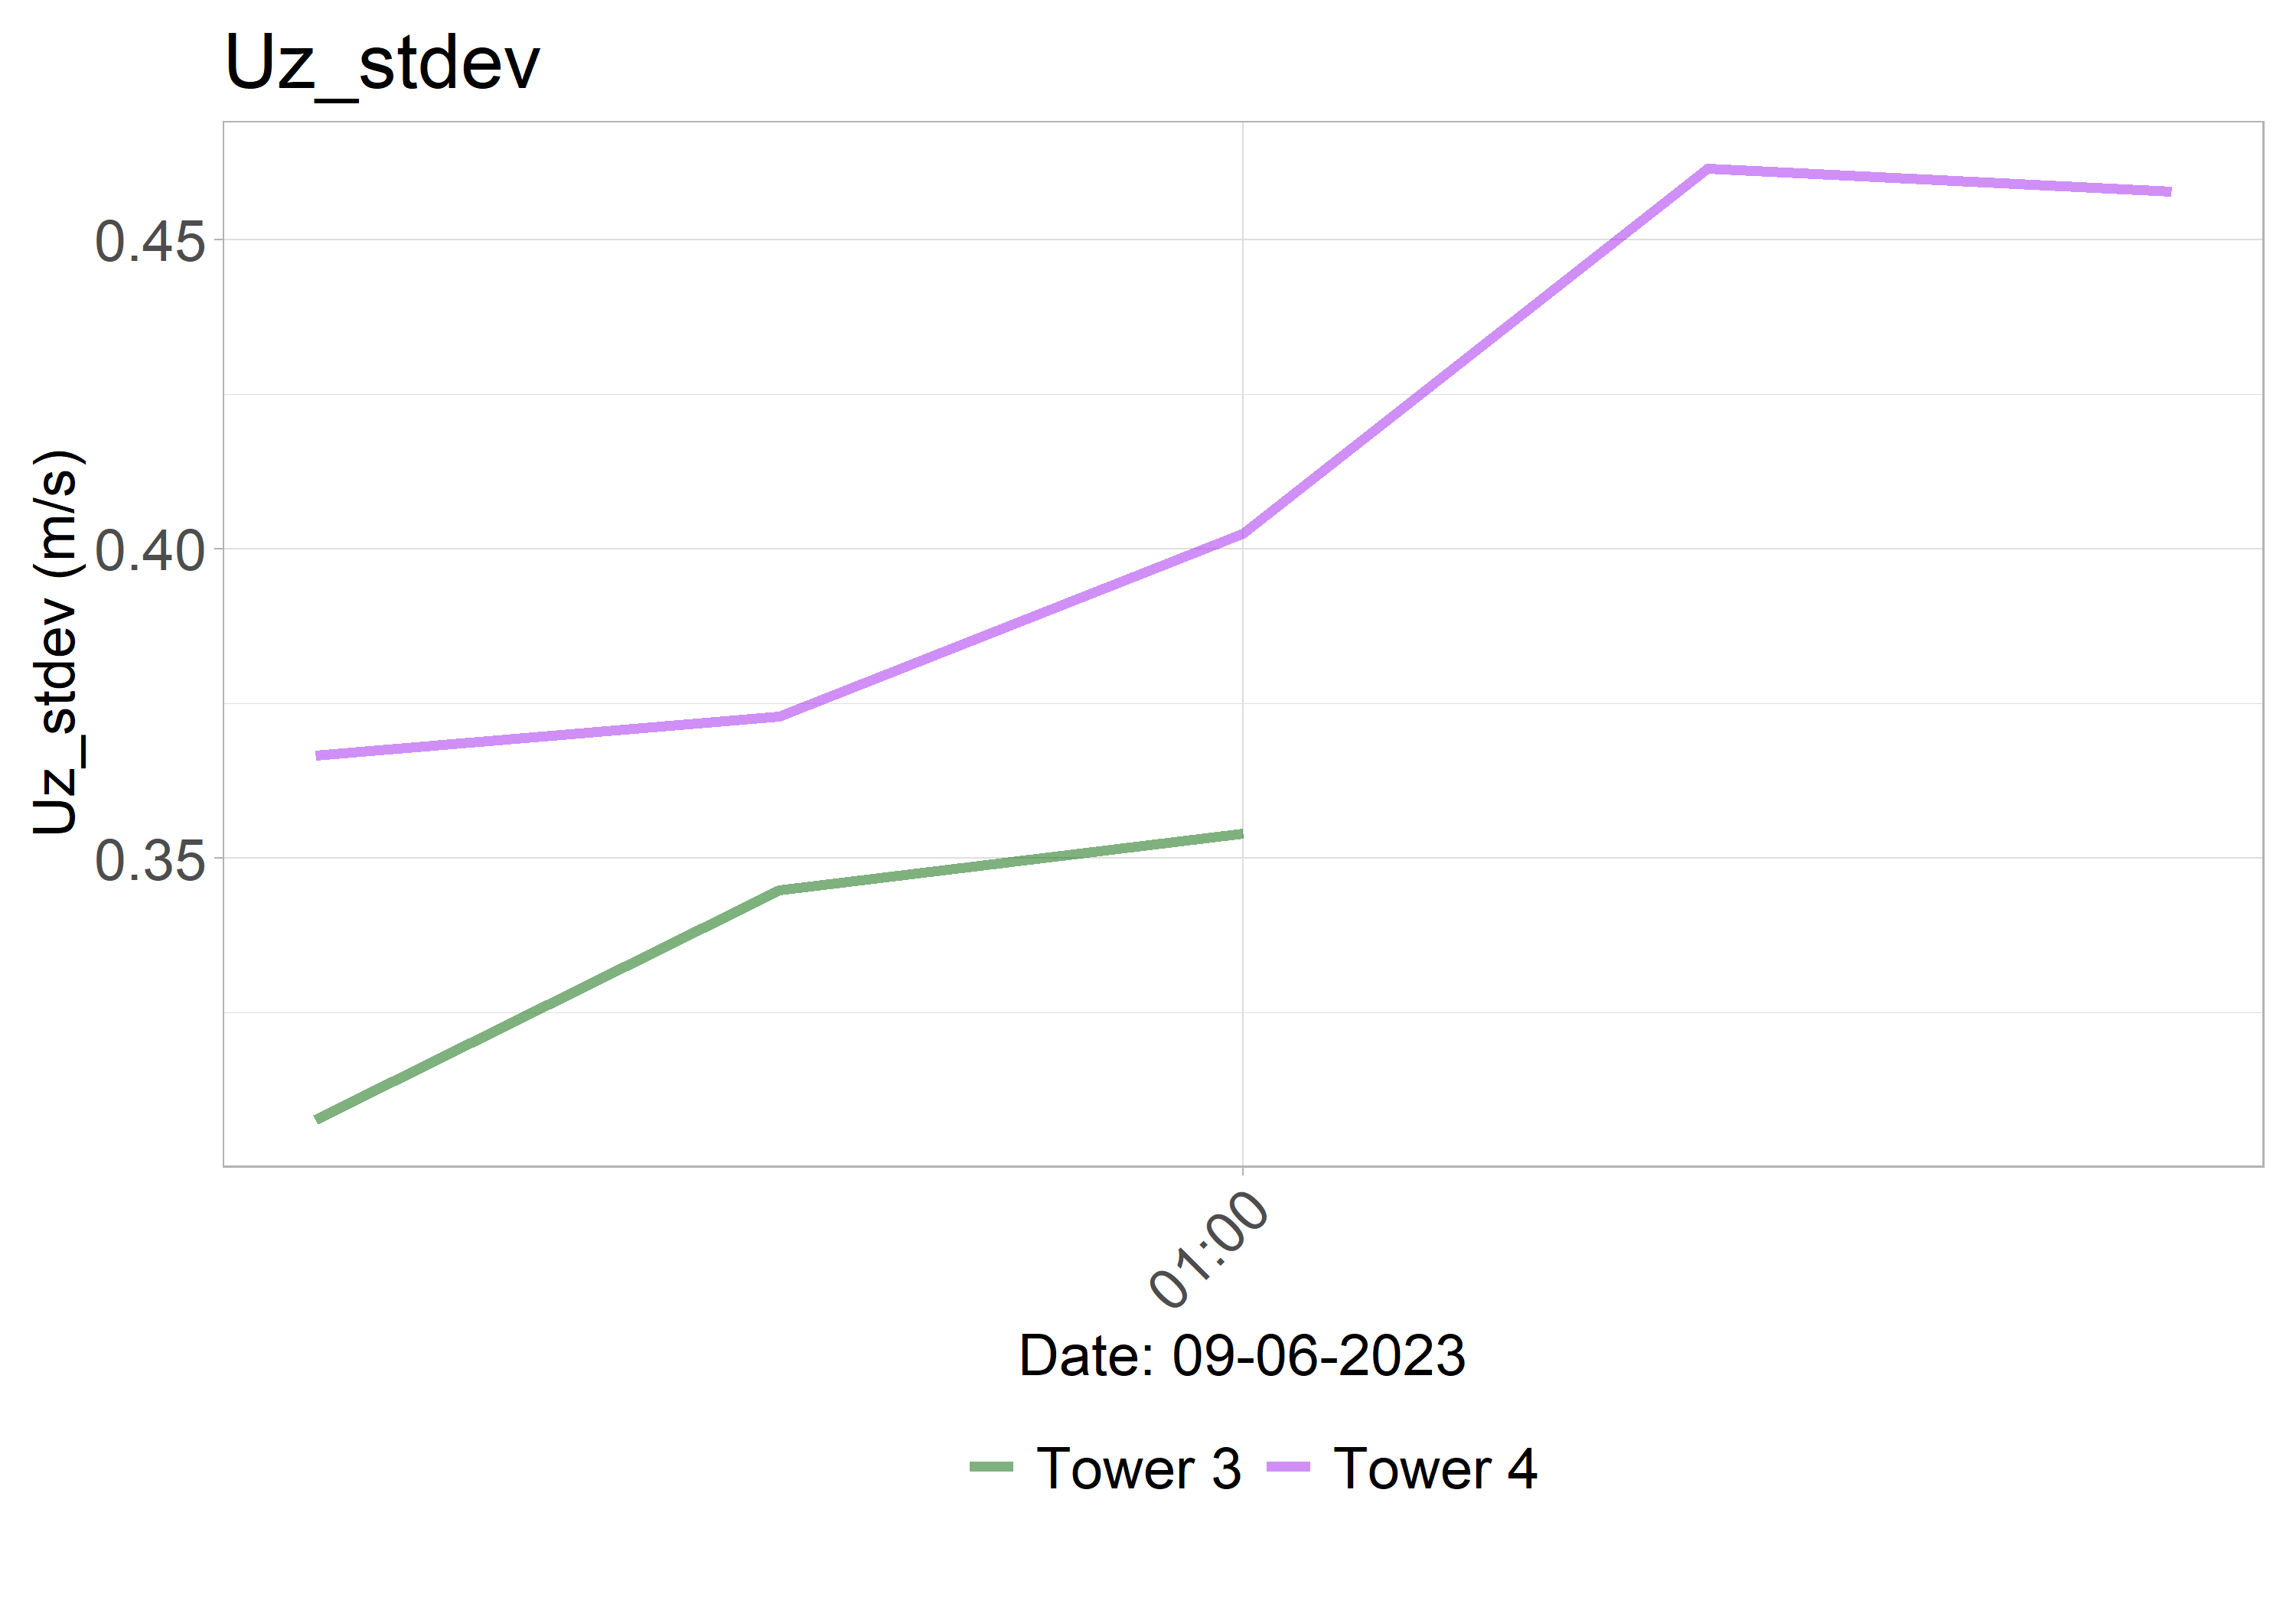 Uz_stdev
Uz_stdev (m/s)
0.45
0.40
0.35
01:00
Date: 09-06-2023
Tower 3 Tower 4